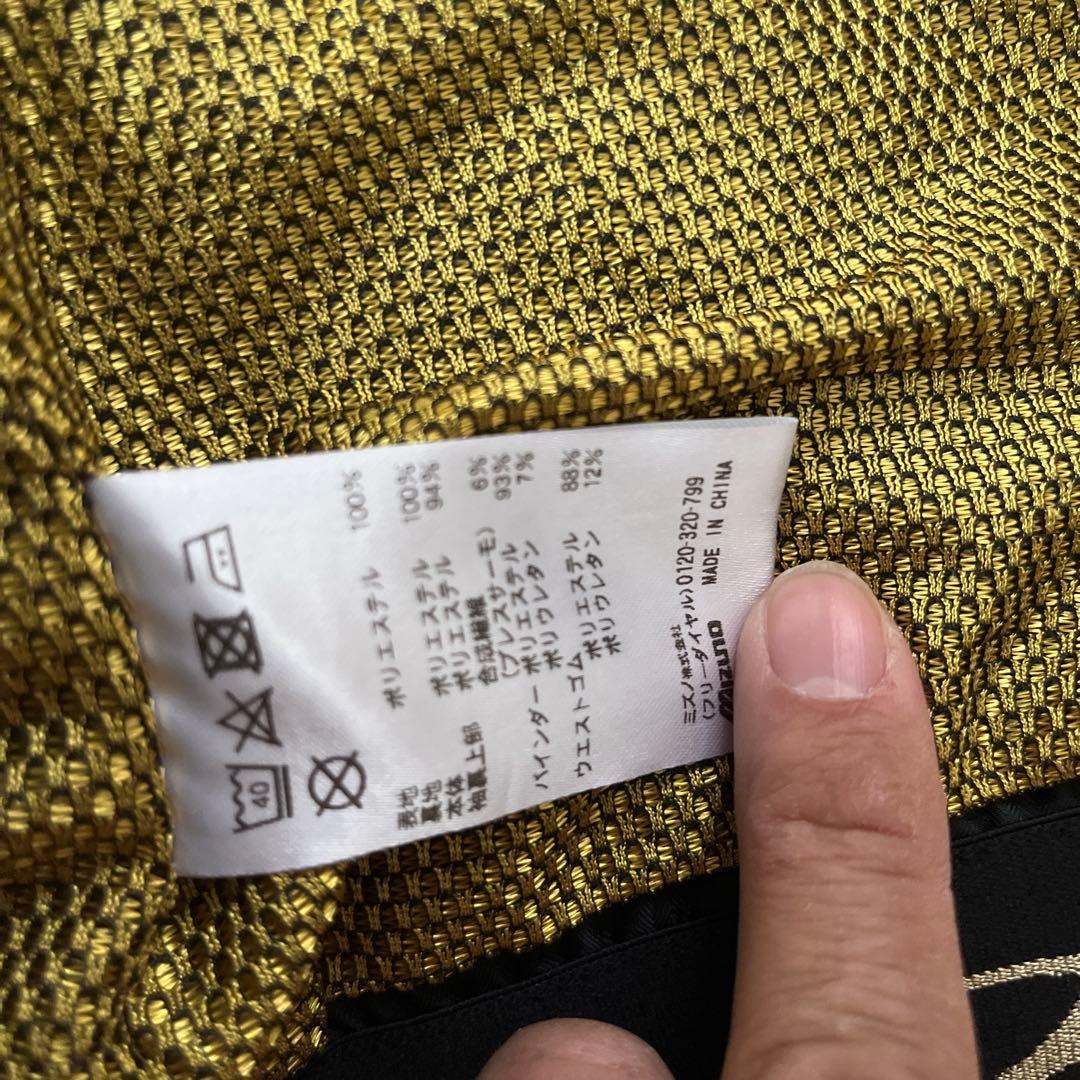 40
表地 ポリエステル 100%
裏地
本体 ポリエステル 100%
袖裏上部 ポリエステル 94%
合成繊維 6%
(ブレスサーモ)
バインダー ポリエステル 93%
ポリウレタン 7%
ウエストゴム ポリエステル 88%
ポリウレタン 12%
ミズノ株式会社
(フリーダイヤル)0120-320-799
Mizuno MADE IN CHINA